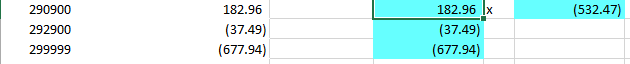 290900 182.96 182.96 x (532.47)
292900 (37.49) (37.49)
299999 (677.94) (677.94)